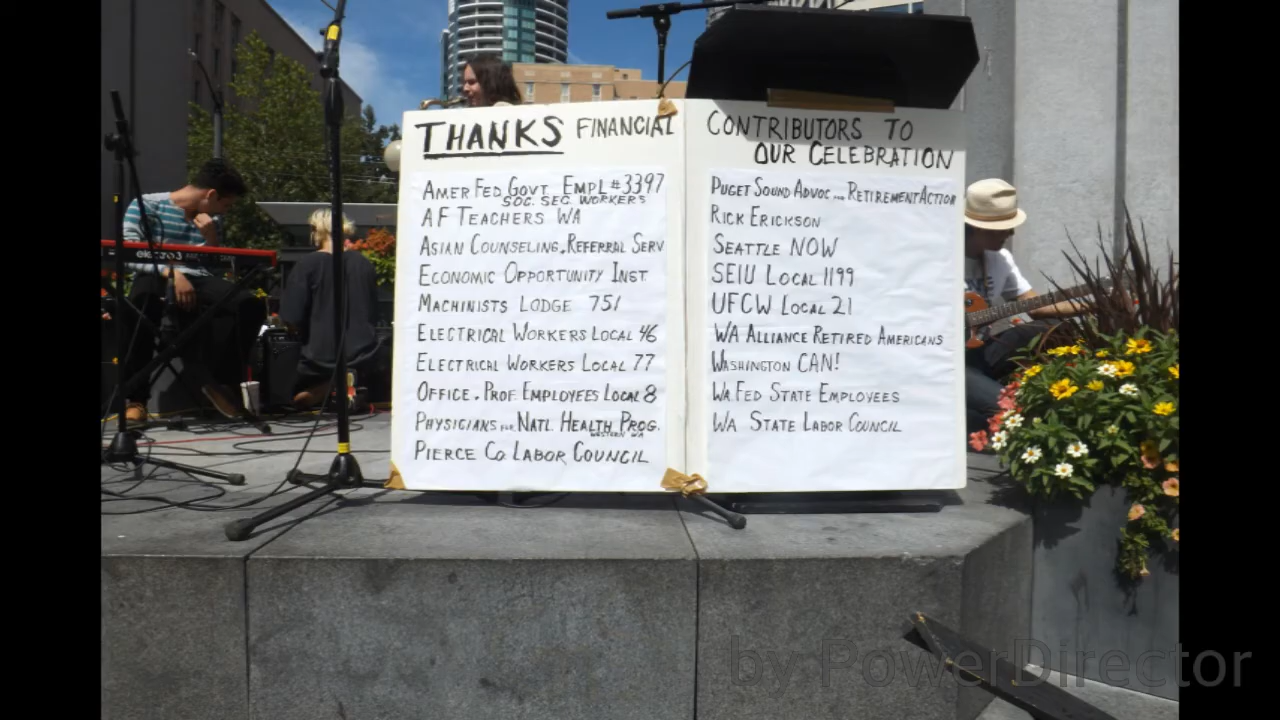 THANKS FINANCIAL CONTRIBUTORS TO
OUR CELEBRATION
AMER FED GOVT EMPL #3397
SOC. SEC. WORKERS
AF TEACHERS WA
ASIAN COUNSELING, REFERRAL SERV
ECONOMIC OPPORTUNITY INST
MACHINISTS LODGE 751
ELECTRICAL WORKERS LOCAL 46
ELECTRICAL WORKERS LOCAL 77
OFFICE. PROF EMPLOYEES LOCAL 8
PHYSICIANS FOR NATL. HEALTH PROG.
WESTERN WA
PIERCE CO LABOR COUNCIL
PUGET SOUND ADVOC FOR RETIREMENT ACTION
RICK ERICKSON
SEATTLE NOW
SEIU LOCAL 1199
UFCW LOCAL 21
WA ALLIANCE RETIRED AMERICANS
WASHINGTON CAN!
WA FED STATE EMPLOYEES
WA STATE LABOR COUNCIL
electro 3
by PowerDirector